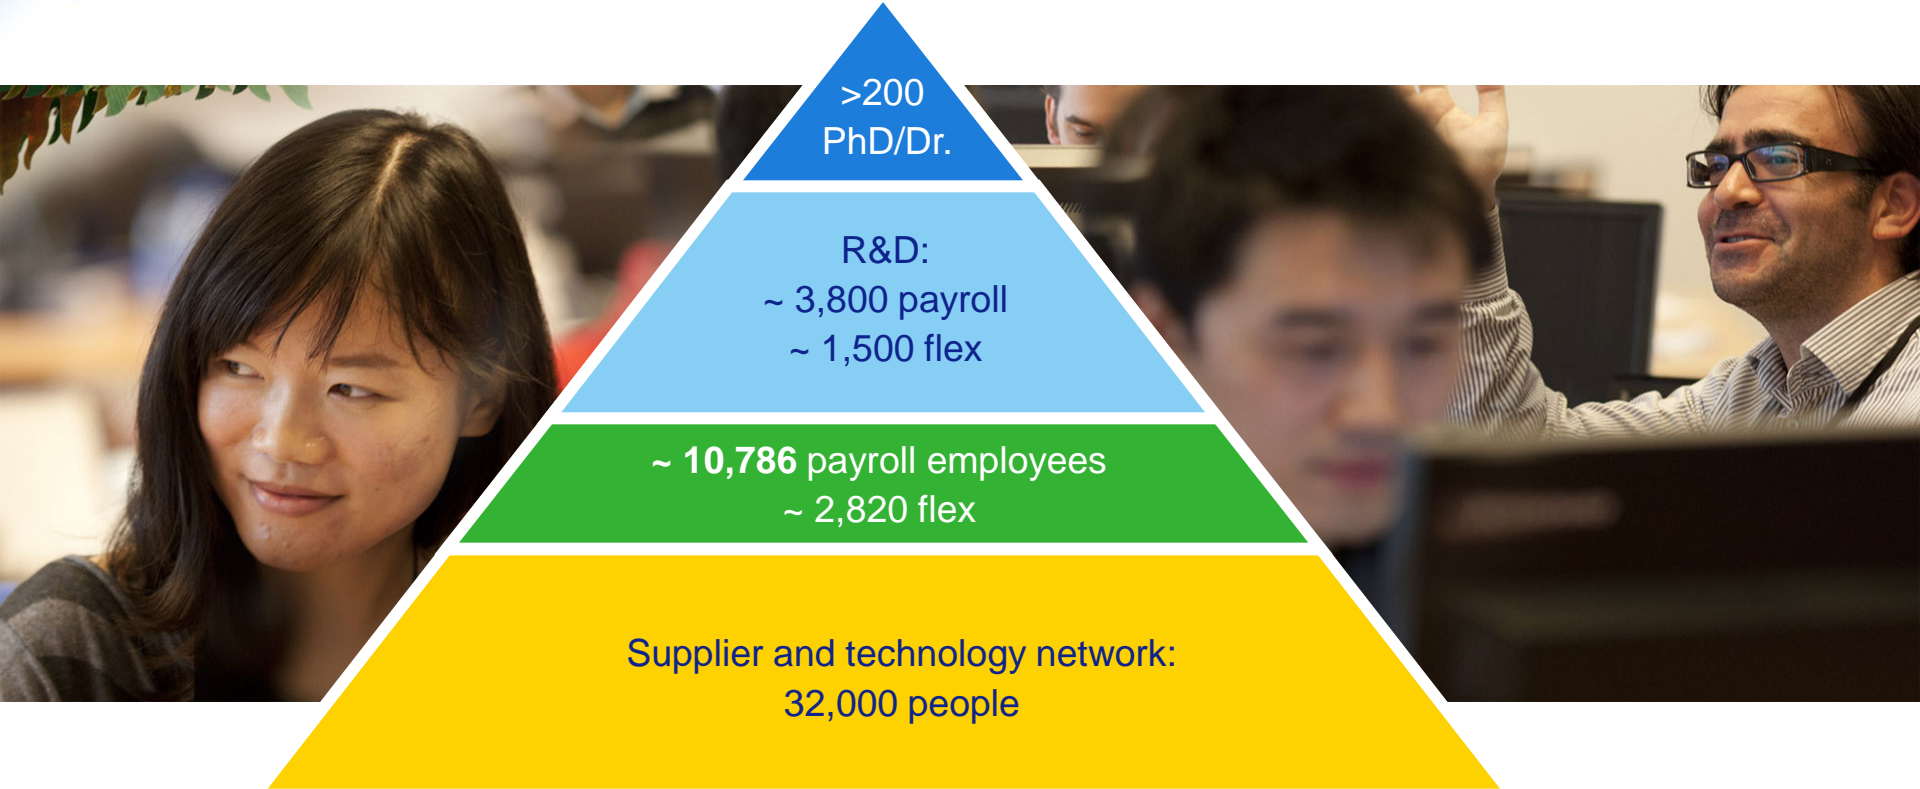 >200
PhD/Dr.
R&D:
~ 3,800 payroll
~ 1,500 flex
~ 10,786 payroll employees
~ 2,820 flex
Supplier and technology network:
32,000 people